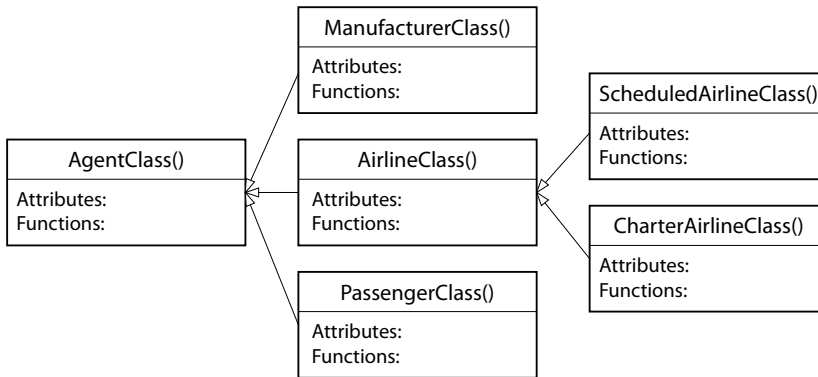 ManufacturerClass()
Attributes:
Functions:
ScheduledAirlineClass()
Attributes:
Functions:
AgentClass()
Attributes:
Functions:
AirlineClass()
Attributes:
Functions:
CharterAirlineClass()
Attributes:
Functions:
PassengerClass()
Attributes:
Functions: